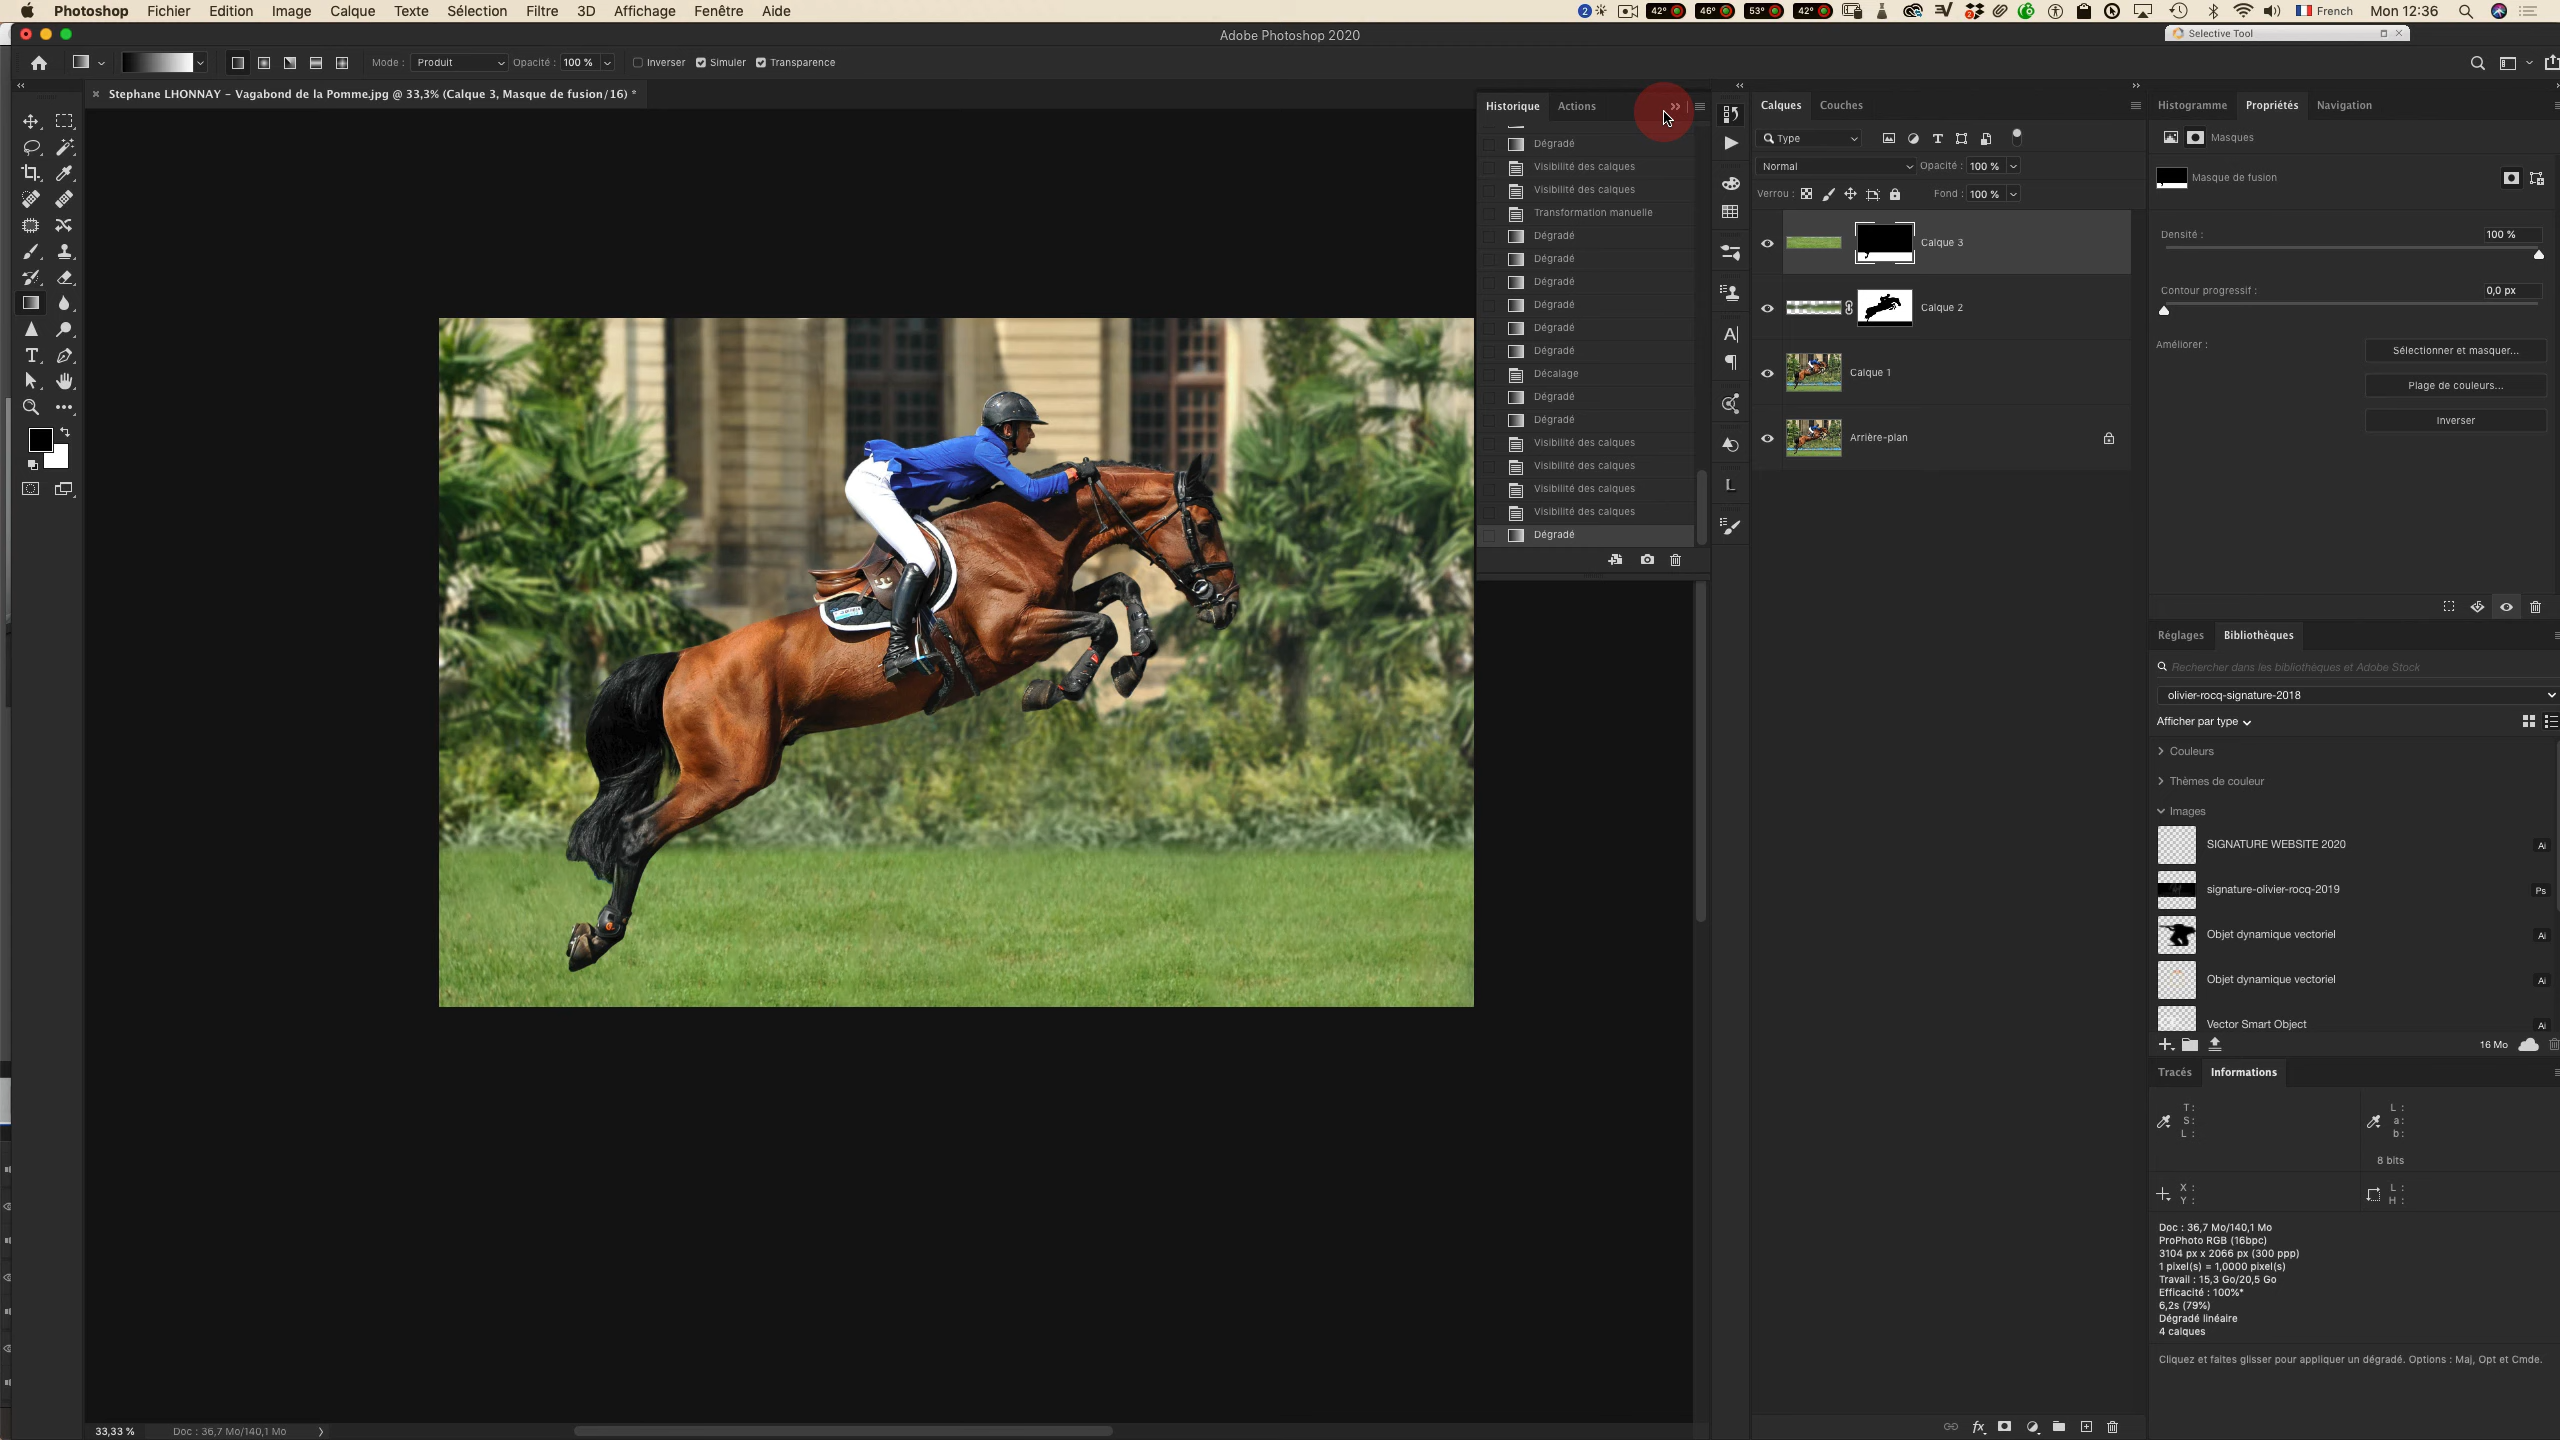 Photoshop Fichier Edition Image Calque Texte Sélection Filtre 3D Affichage Fenêtre Aide 2 42° 46° 53° 42° French Mon 12:36
Adobe Photoshop 2020
Selective Tool
Mode : Produit Opacité : 100 % Inverser Simuler Transparence
Stephane LHONNAY - Vagabond de la Pomme.jpg @ 33,3% (Calque 3, Masque de fusion/16) *
Historique Actions
Dégradé
Visibilité des calques
Visibilité des calques
Transformation manuelle
Dégradé
Dégradé
Dégradé
Dégradé
Dégradé
Dégradé
Décalage
Dégradé
Dégradé
Visibilité des calques
Visibilité des calques
Visibilité des calques
Visibilité des calques
Dégradé
Calques Couches
Type
Normal Opacité : 100 %
Verrou : Fond : 100 %
Calque 3
Calque 2
Calque 1
Arrière-plan
Histogramme Propriétés Navigation
Masques
Masque de fusion
Densité : 100 %
Contour progressif : 0,0 px
Améliorer : Sélectionner et masquer...
Plage de couleurs...
Inverser
Réglages Bibliothèques
Rechercher dans les bibliothèques et Adobe Stock
olivier-rocq-signature-2018
Afficher par type
Couleurs
Thèmes de couleur
Images
SIGNATURE WEBSITE 2020 Ai
signature-olivier-rocq-2019 Ps
Objet dynamique vectoriel Ai
Objet dynamique vectoriel Ai
Vector Smart Object Ai
16 Mo
Tracés Informations
T : L :
S : a :
L : b :
8 bits
X : L :
Y : H :
Doc : 36,7 Mo/140,1 Mo
ProPhoto RGB (16bpc)
3104 px x 2066 px (300 ppp)
1 pixel(s) = 1,0000 pixel(s)
Travail : 15,3 Go/20,5 Go
Efficacité : 100%*
6,2s (79%)
Dégradé linéaire
4 calques
Cliquez et faites glisser pour appliquer un dégradé. Options : Maj, Opt et Cmde.
33,33 % Doc : 36,7 Mo/140,1 Mo